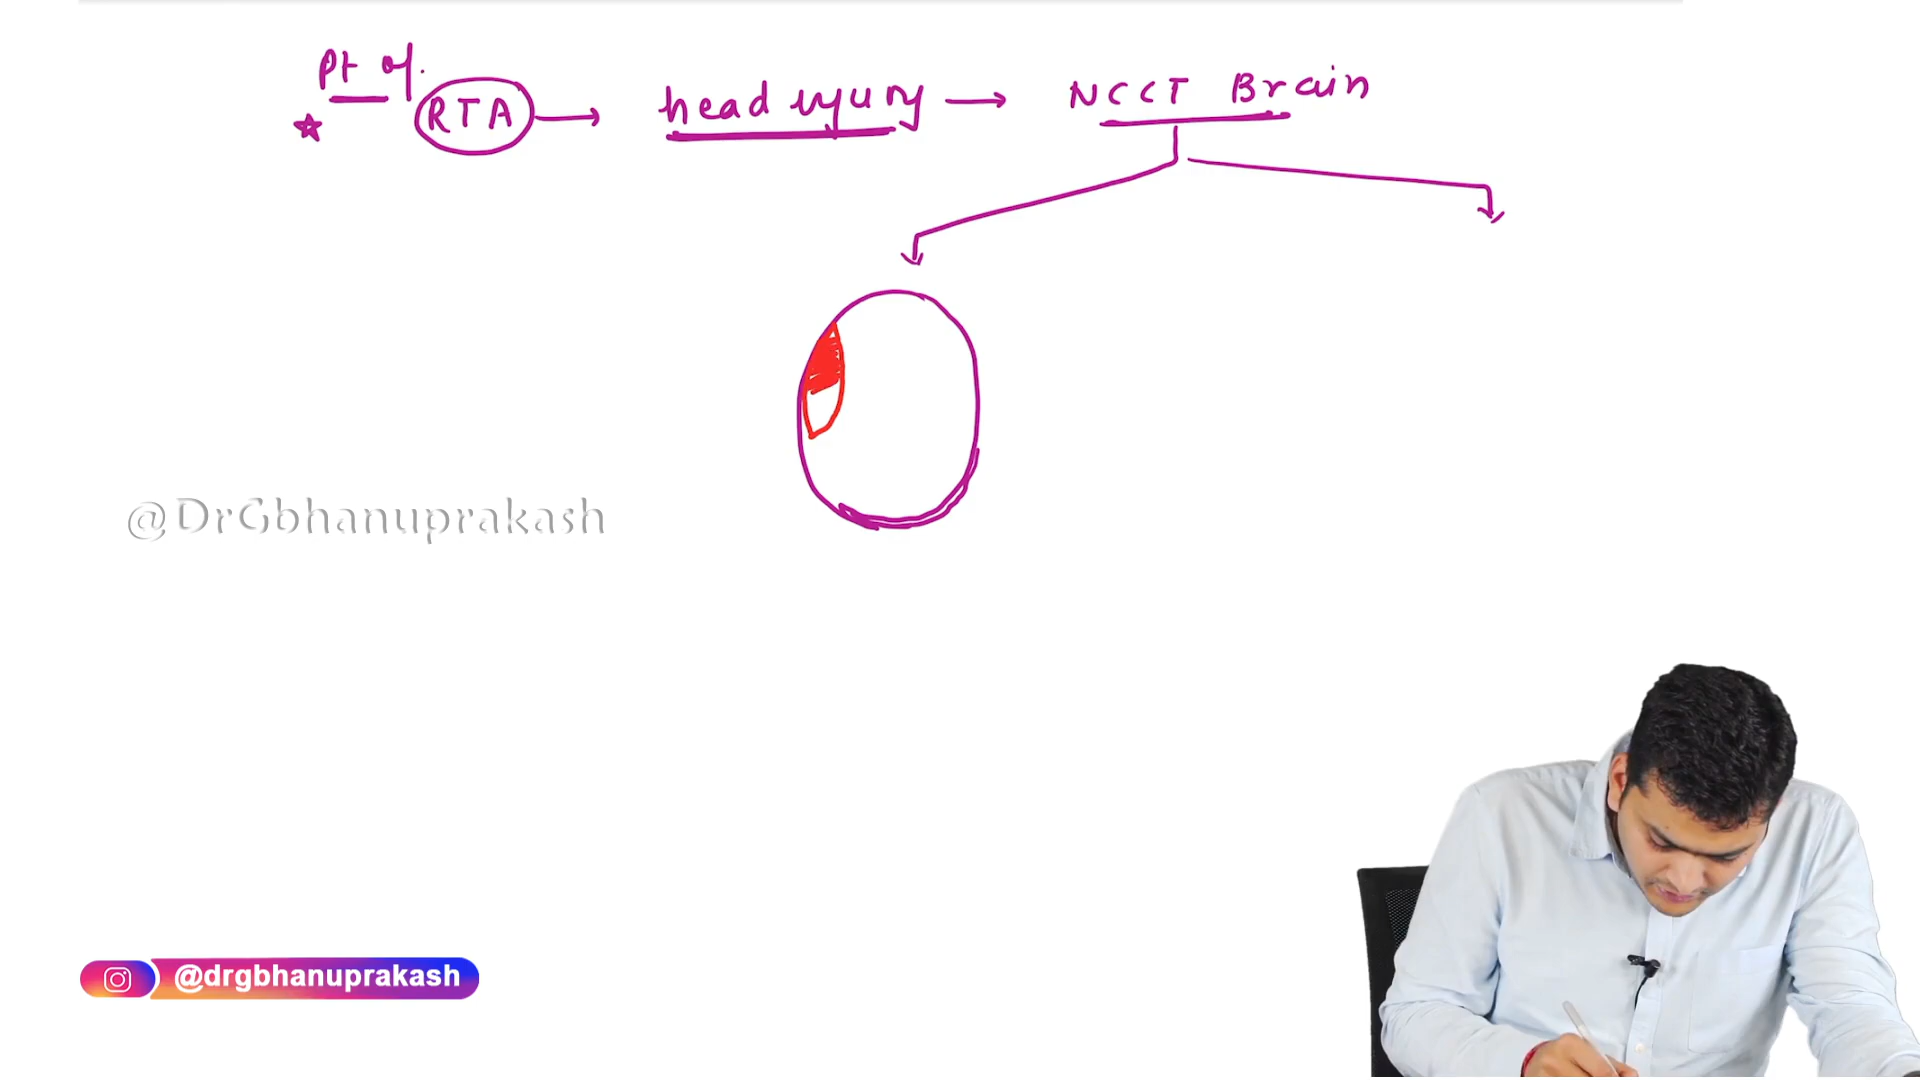 Pt of.
RTA → head injury → NCCT Brain
@DrGbhanuprakash
@drgbhanuprakash